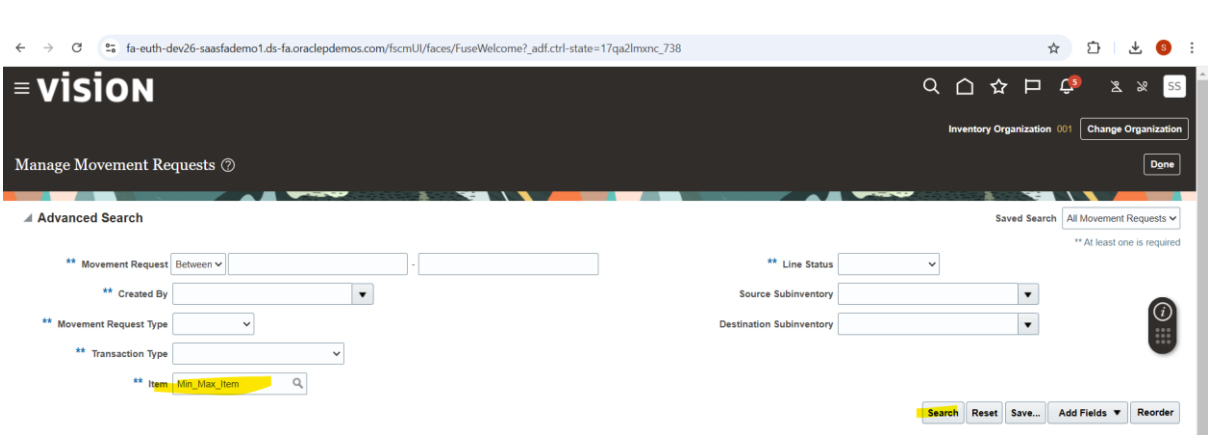 fa-euth-dev26-saasfademo1.ds-fa.oraclepdemos.com/fscmUI/faces/FuseWelcome?_adf.ctrl-state=17qa2lmxnc_738
S
vision
5
SS
Inventory Organization 001 Change Organization
Manage Movement Requests
Done
Advanced Search
Saved Search All Movement Requests
** At least one is required
** Movement Request Between -
** Line Status
** Created By
Source Subinventory
** Movement Request Type
Destination Subinventory
** Transaction Type
** Item Min_Max_Item
Search Reset Save... Add Fields Reorder